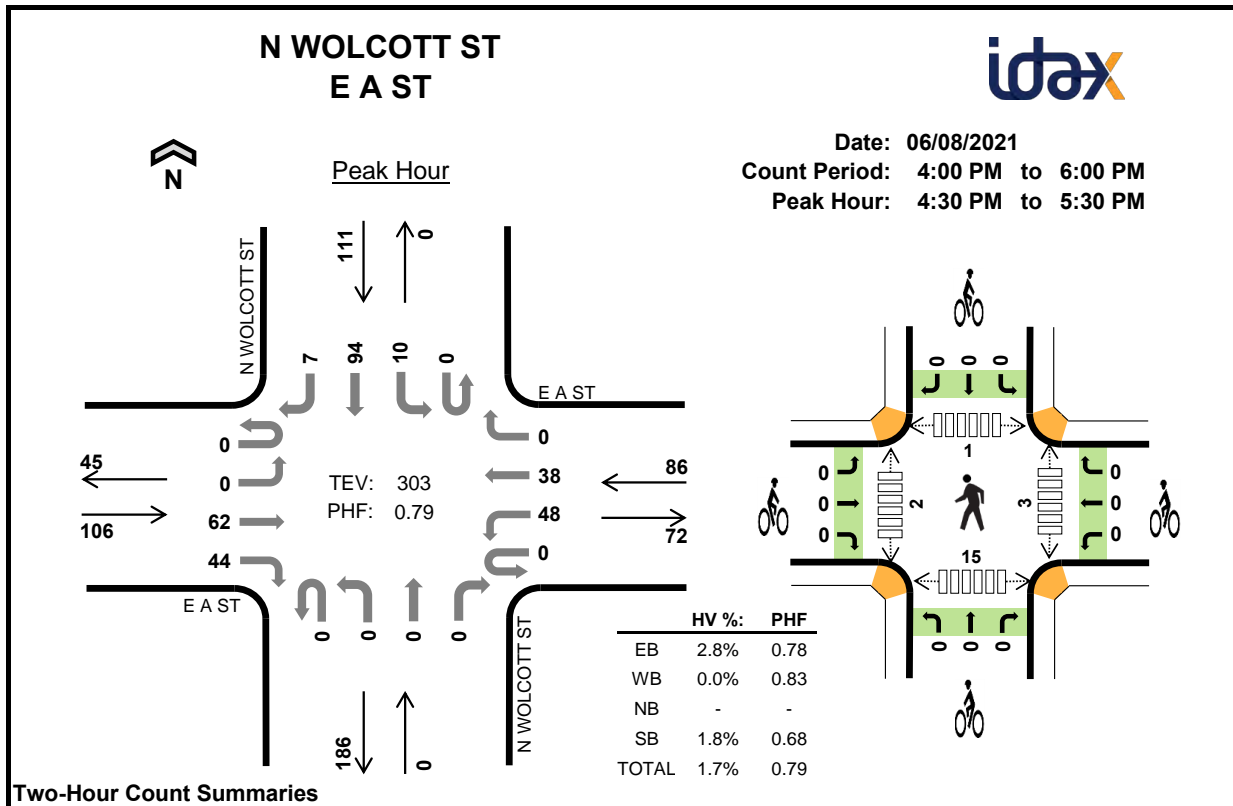 N WOLCOTT ST
E A ST
idax
Date: 06/08/2021
Count Period: 4:00 PM to 6:00 PM
Peak Hour: 4:30 PM to 5:30 PM
N
Peak Hour
N WOLCOTT ST
111
0
7
94
10
0
E A ST
0
38
48
0
86
72
45
106
0
0
62
44
TEV: 303
PHF: 0.79
E A ST
0
0
0
0
N WOLCOTT ST
186
0
HV %: PHF
EB 2.8% 0.78
WB 0.0% 0.83
NB - -
SB 1.8% 0.68
TOTAL 1.7% 0.79
0
0
0
1
0
0
0
2
3
0
0
0
15
0
0
0
Two-Hour Count Summaries